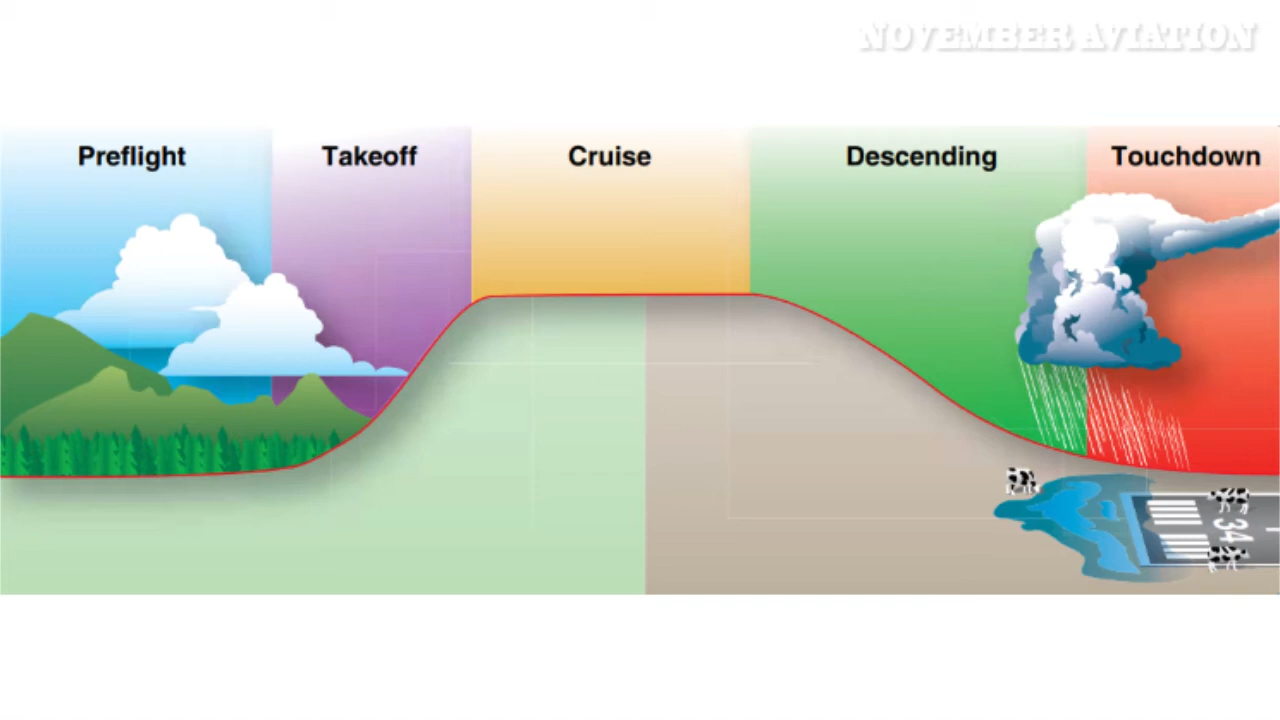 NOVEMBER AVIATION
Preflight
Takeoff
Cruise
Descending
Touchdown
34